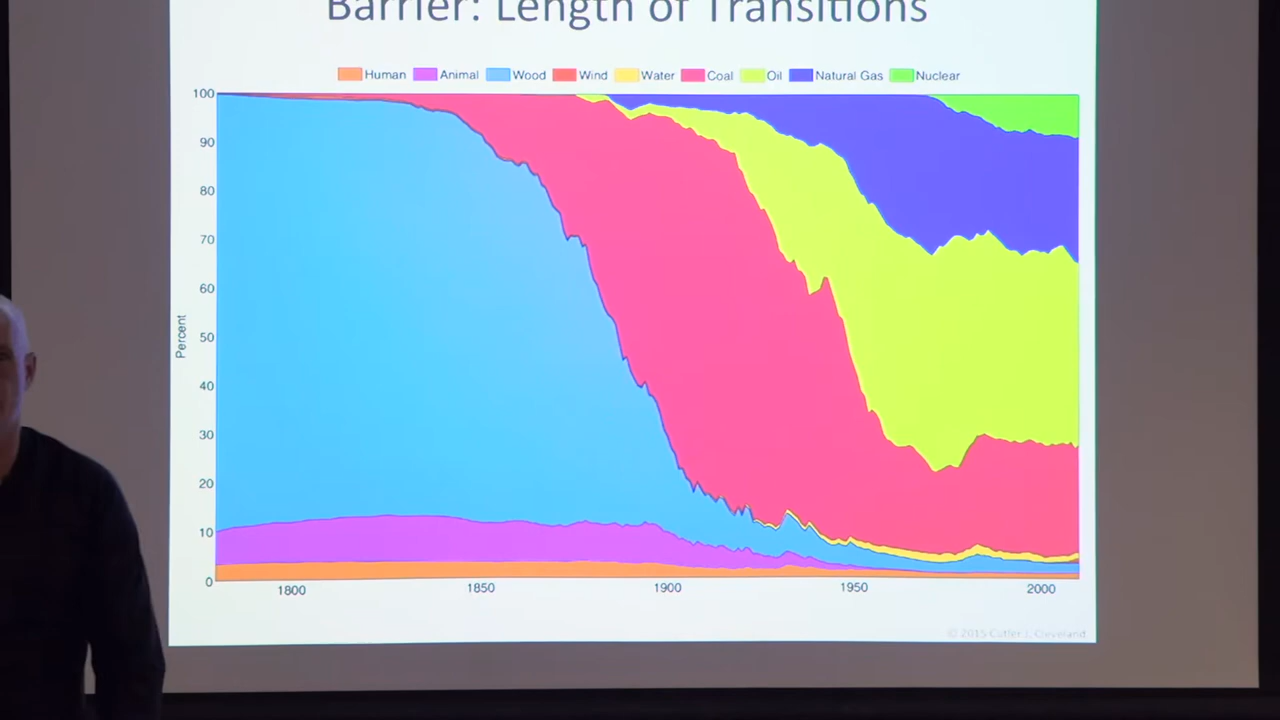 Barrier: Length of Transitions
Human Animal Wood Wind Water Coal Oil Natural Gas Nuclear
100
90
80
70
60
50
40
30
20
10
0
Percent
1800 1850 1900 1950 2000
© 2015 Cutler J. Cleveland